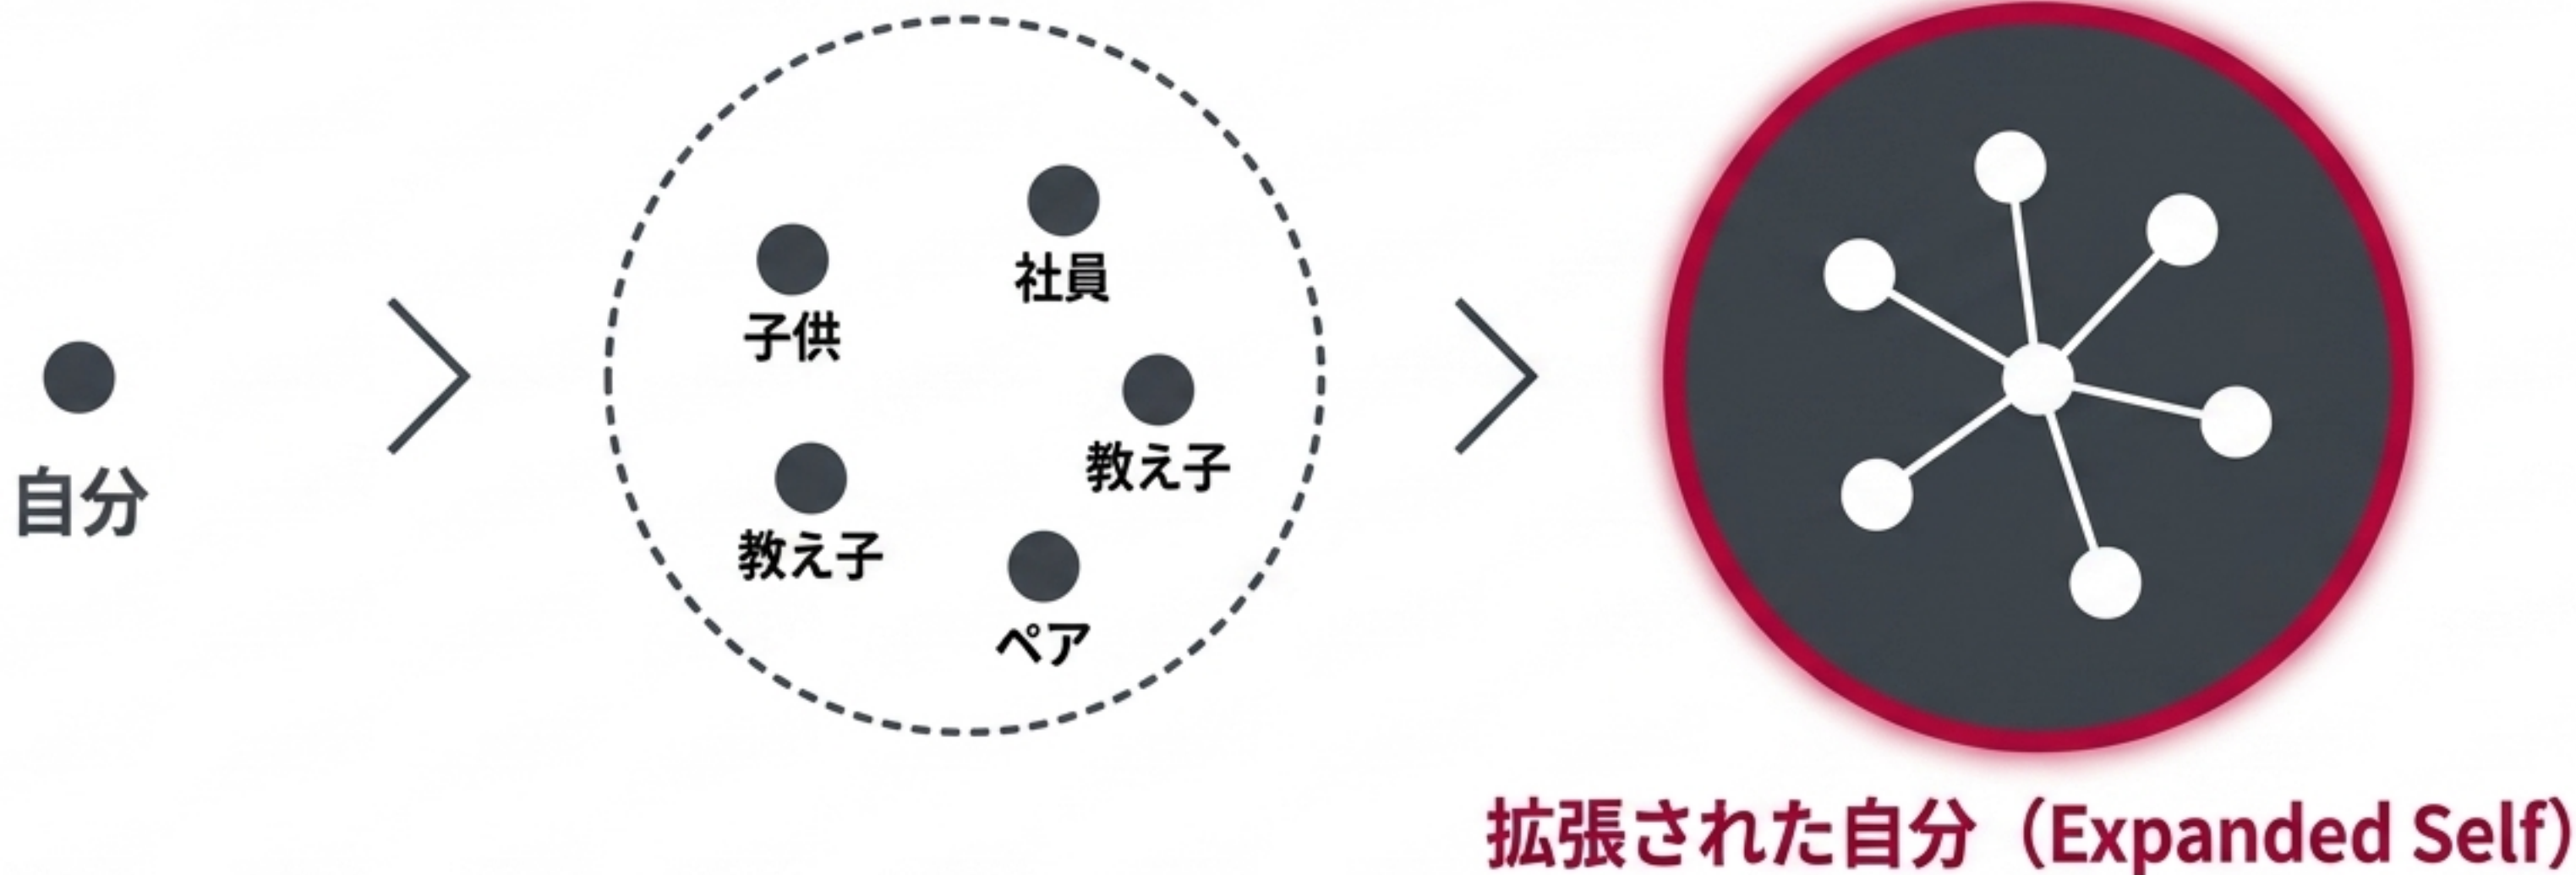 自分
子供
社員
教え子
教え子
ペア
拡張された自分（Expanded Self）